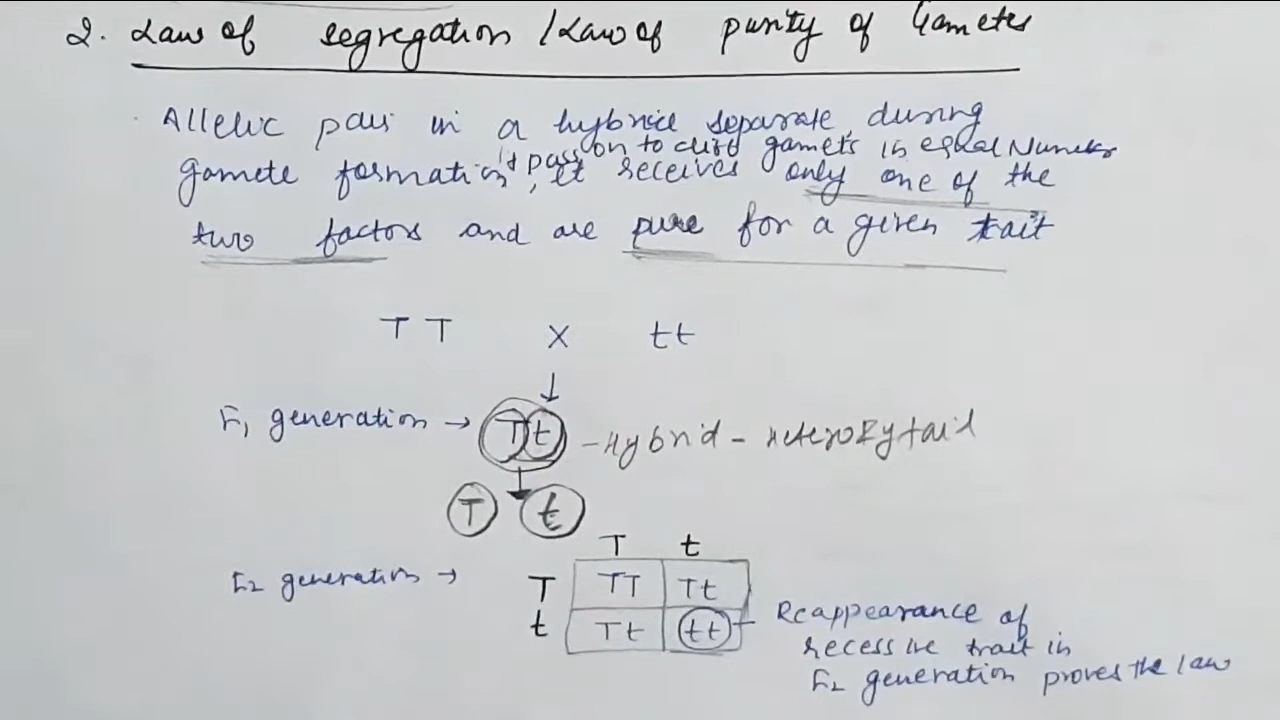 2. Law of segregation / Law of purity of Gametes
Allelic pair in a hybrid separate during
it pass on to diff gamets in equal Number
gamete formation, it receives only one of the
two factors and are pure for a given trait
T T X tt
F1 generation → Tt - Hybrid - 
T t
T t
F2 generation → T TT Tt
t Tt tt Reappearance of
recessive trait in
F2 generation proves the law